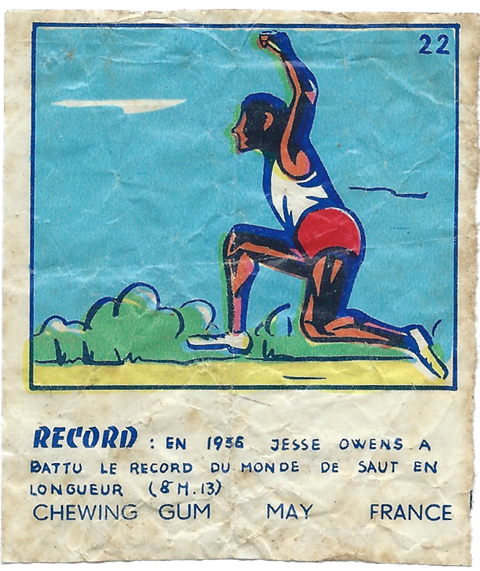 22
RECORD : EN 1936 JESSE OWENS A
BATTU LE RECORD DU MONDE DE SAUT EN
LONGUEUR (8 M. 13)
CHEWING GUM MAY FRANCE